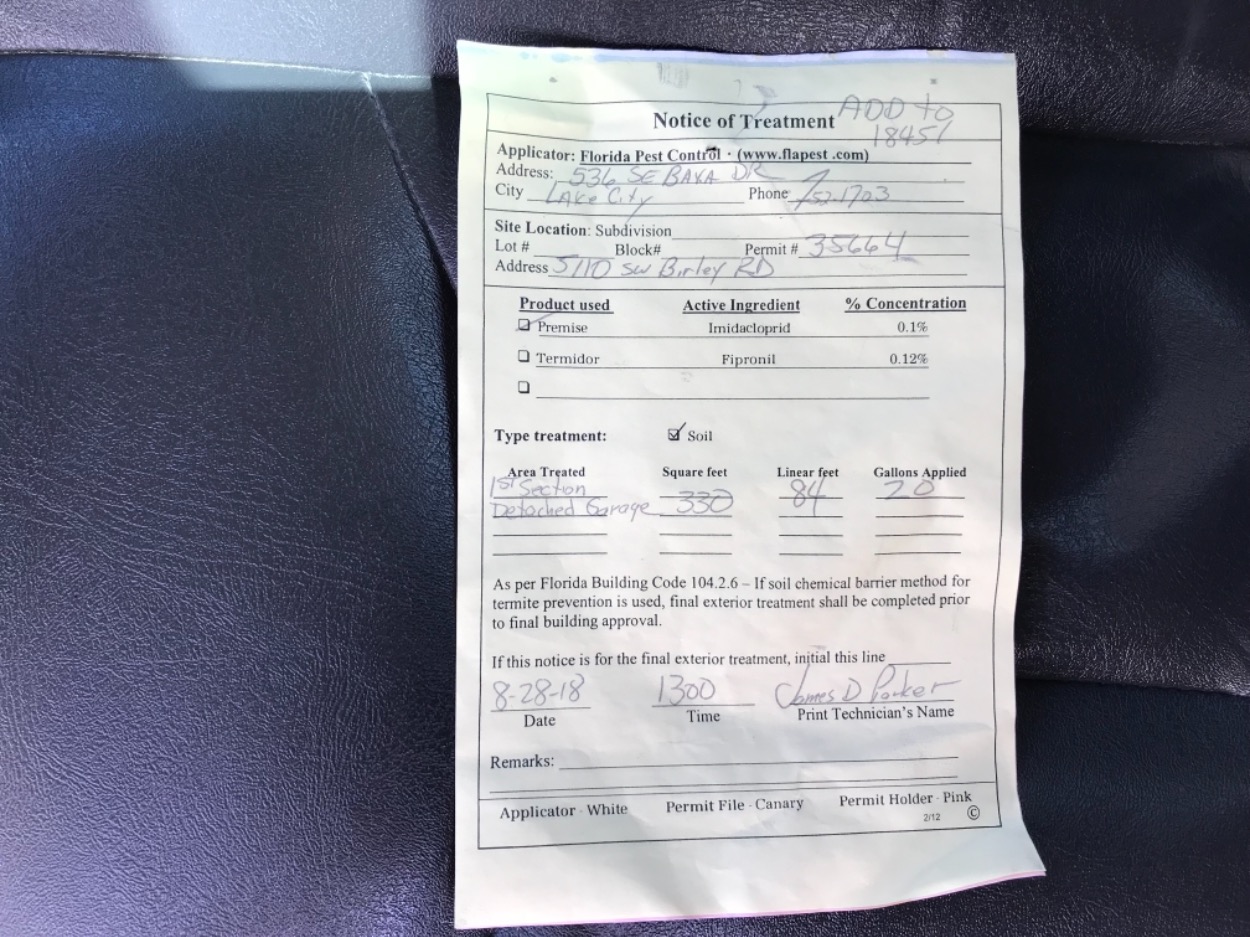 Notice of Treatment ADD to
18451
Applicator: Florida Pest Control · (www.flapest .com)
Address: 536 SE BAYA DR
City LAKE City Phone 752-1703
Site Location: Subdivision
Lot # Block# Permit # 35664
Address 5110 SW Birley RD
Product used Active Ingredient % Concentration
Premise Imidacloprid 0.1%
Termidor Fipronil 0.12%
Type treatment: Soil
Area Treated Square feet Linear feet Gallons Applied
1st Section
Detached Garage 330 84 20
As per Florida Building Code 104.2.6 – If soil chemical barrier method for
termite prevention is used, final exterior treatment shall be completed prior
to final building approval.
If this notice is for the final exterior treatment, initial this line
8-28-18 1300 James D Parker
Date Time Print Technician's Name
Remarks:
Applicator - White Permit File - Canary Permit Holder - Pink
2/12 ©